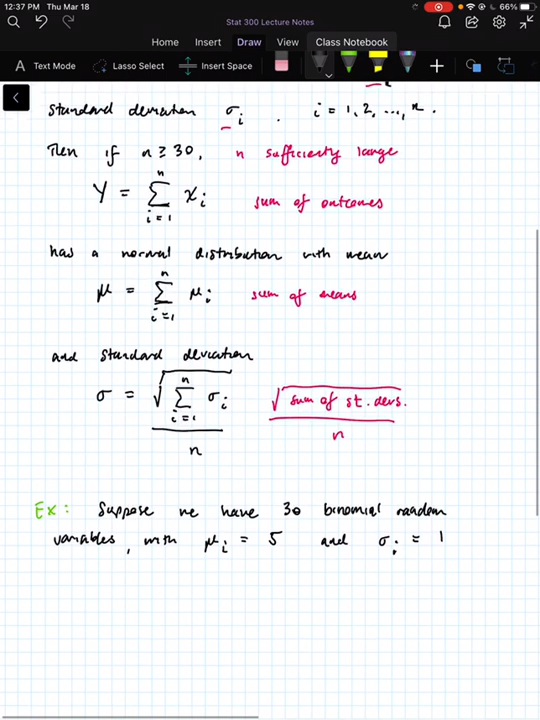 12:37 PM Thu Mar 18
66%
Stat 300 Lecture Notes
Home Insert Draw View Class Notebook
A Text Mode Lasso Select Insert Space
standard deviation σi . i = 1, 2, ..., n.
Then if n ≥ 30, n sufficiently large
Y = Σ i=1 n xi sum of outcomes
has a normal distribution with mean
μ = Σ i=1 n μi sum of means
and standard deviation
σ = √(Σ i=1 n σi) / n √(sum of st. devs.) / n
Ex: Suppose we have 30 binomial random
variables, with μi = 5 and σi = 1